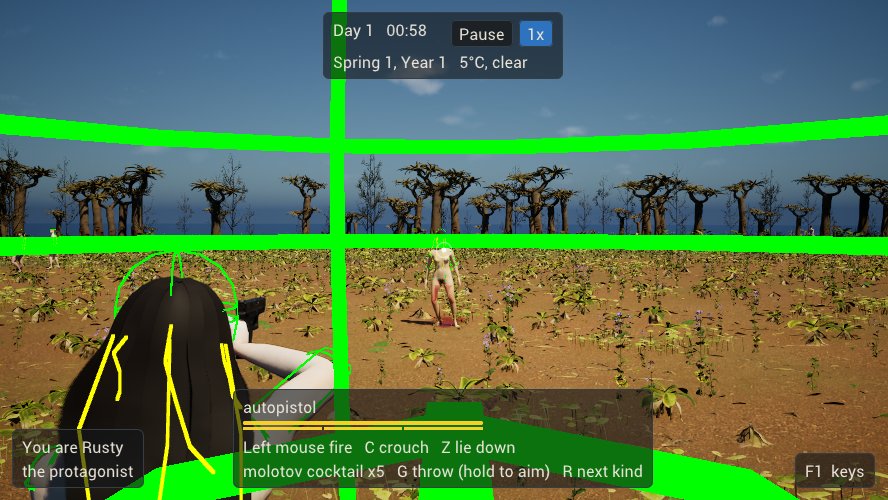 Day 1 00:58 Pause 1x
Spring 1, Year 1 5°C, clear
autopistol
Left mouse fire C crouch Z lie down
molotov cocktail x5 G throw (hold to aim) R next kind
You are Rusty
the protagonist
F1 keys